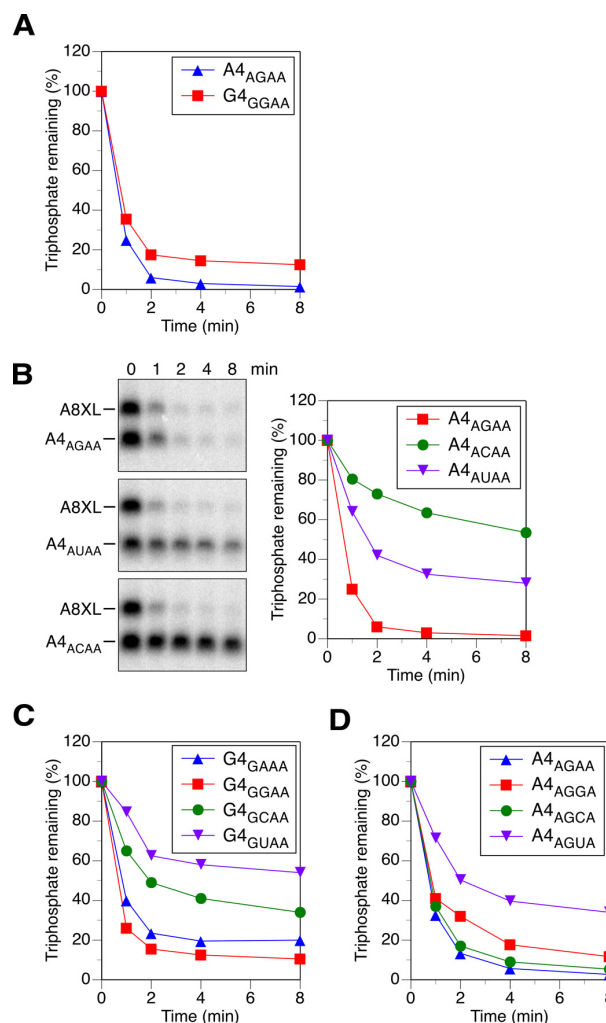 A
120
100
80
60
40
20
0
Triphosphate remaining (%)
0 2 4 6 8
Time (min)
A4AGAA
G4GGAA
B
0 1 2 4 8 min
A8XL
A4AGAA
A8XL
A4AUAA
A8XL
A4ACAA
120
100
80
60
40
20
0
Triphosphate remaining (%)
0 2 4 6 8
Time (min)
A4AGAA
A4ACAA
A4AUAA
C
120
100
80
60
40
20
0
Triphosphate remaining (%)
0 2 4 6 8
Time (min)
G4GAAA
G4GGAA
G4GCAA
G4GUAA
D
120
100
80
60
40
20
0
Triphosphate remaining (%)
0 2 4 6 8
Time (min)
A4AGAA
A4AGGA
A4AGCA
A4AGUA